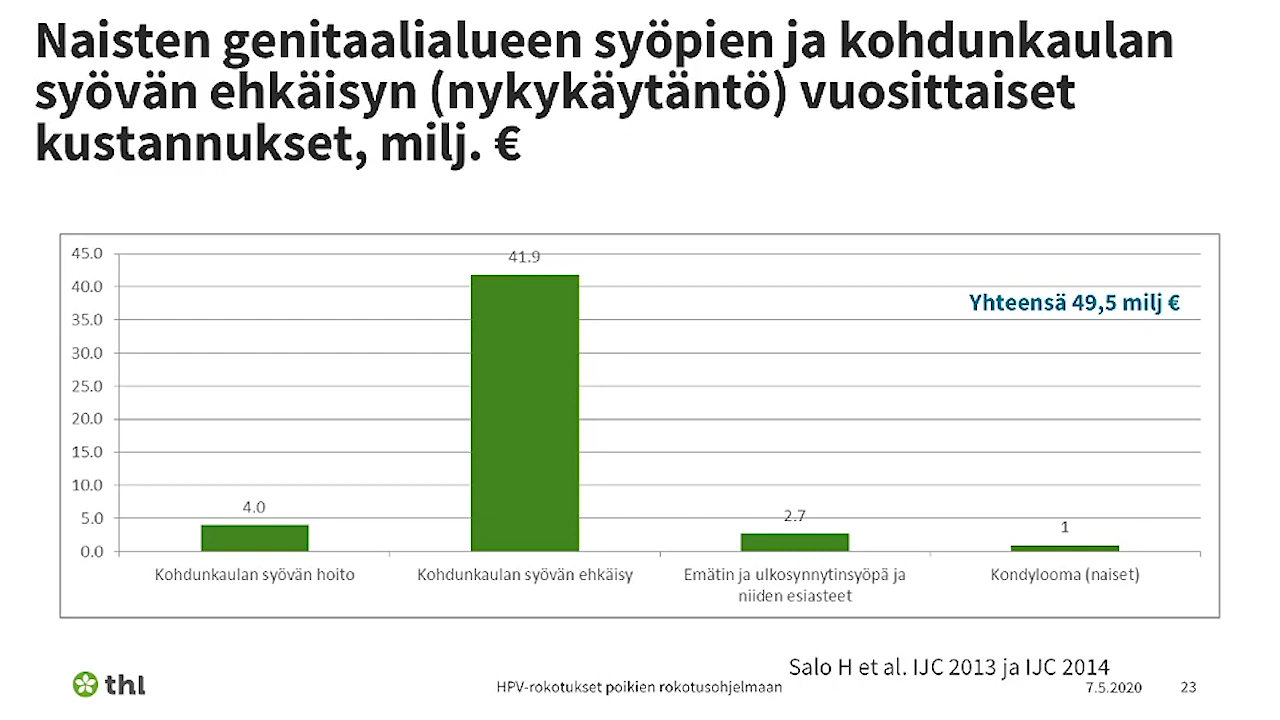 Naisten genitaalialueen syöpien ja kohdunkaulan
syövän ehkäisyn (nykykäytäntö) vuosittaiset
kustannukset, milj. €
45.0
40.0
35.0
30.0
25.0
20.0
15.0
10.0
5.0
0.0
4.0
41.9
2.7
1
Yhteensä 49,5 milj €
Kohdunkaulan syövän hoito
Kohdunkaulan syövän ehkäisy
Emätin ja ulkosynnytinsyöpä ja
niiden esiasteet
Kondylooma (naiset)
Salo H et al. IJC 2013 ja IJC 2014
thl
HPV-rokotukset poikien rokotusohjelmaan
7.5.2020
23